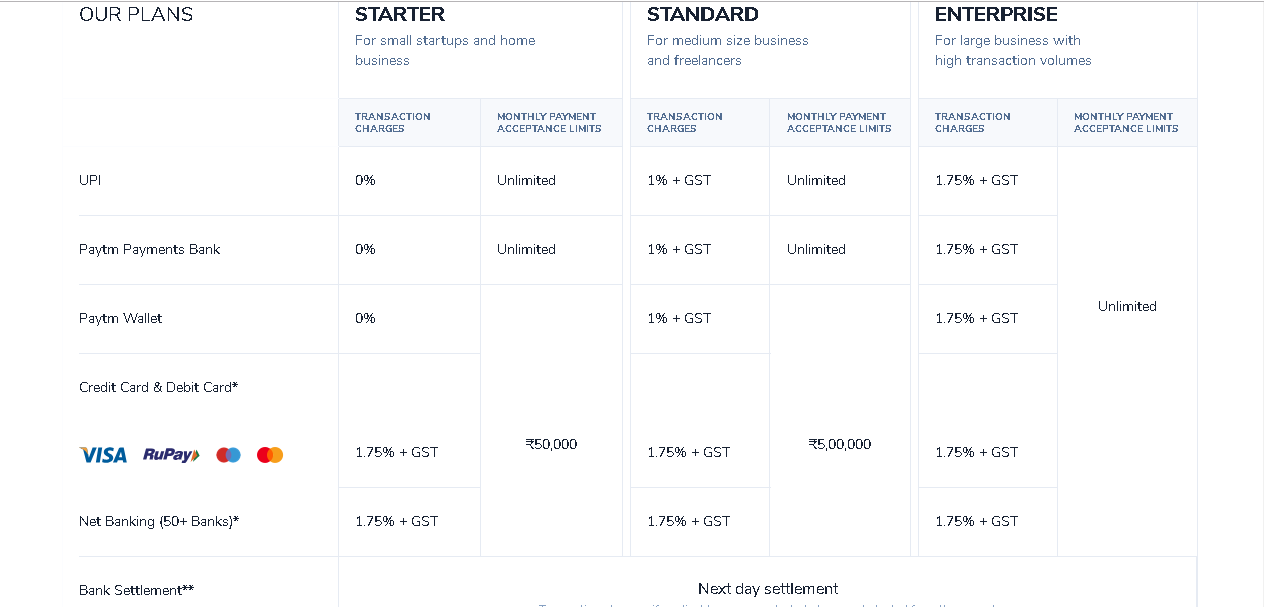 OUR PLANS STARTER STANDARD ENTERPRISE
For small startups and home business
For medium size business and freelancers
For large business with high transaction volumes
TRANSACTION CHARGES MONTHLY PAYMENT ACCEPTANCE LIMITS TRANSACTION CHARGES MONTHLY PAYMENT ACCEPTANCE LIMITS TRANSACTION CHARGES MONTHLY PAYMENT ACCEPTANCE LIMITS
UPI 0% Unlimited 1% + GST Unlimited 1.75% + GST
Paytm Payments Bank 0% Unlimited 1% + GST Unlimited 1.75% + GST
Unlimited
Paytm Wallet 0% 1% + GST 1.75% + GST
Credit Card & Debit Card*
₹50,000 ₹5,00,000
VISA RuPay 1.75% + GST 1.75% + GST 1.75% + GST
Net Banking (50+ Banks)* 1.75% + GST 1.75% + GST 1.75% + GST
Bank Settlement** Next day settlement